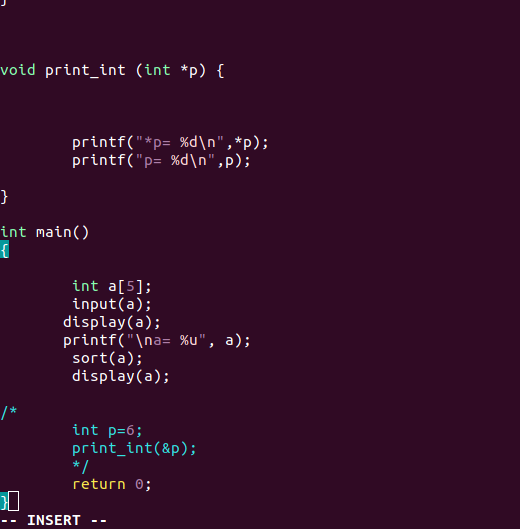 }
void print_int (int *p) {
        printf("*p= %d\n",*p);
        printf("p= %d\n",p);
}
int main()
{
        int a[5];
        input(a);
       display(a);
       printf("\na= %u", a);
        sort(a);
        display(a);
/*
        int p=6;
        print_int(&p);
        */
        return 0;
}
-- INSERT --